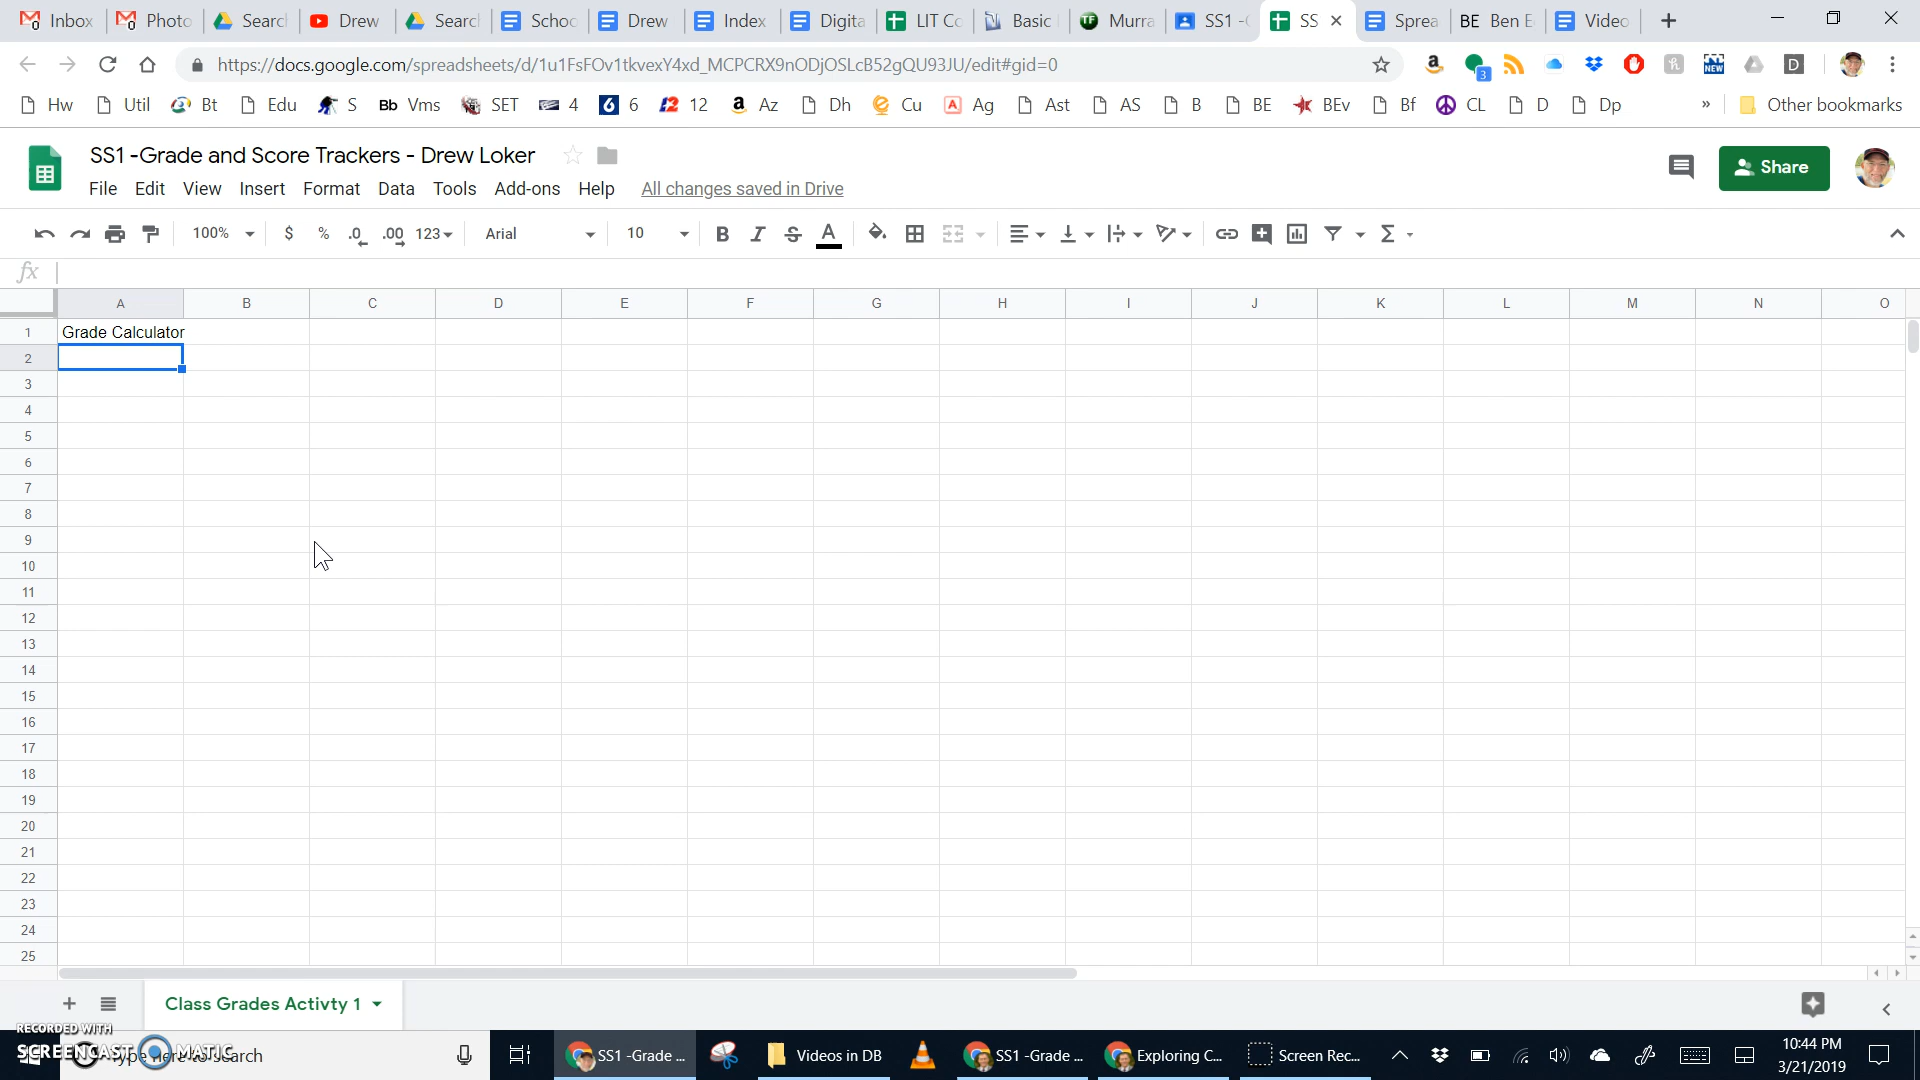 Inbox Photo Searc Drew Searc Schoo Drew Index Digita LIT Co Basic Murra SS1 - SS Sprea BE Ben E Video
https://docs.google.com/spreadsheets/d/1u1FsFOv1tkvexY4xd_MCPCRX9nODjOSLcB52gQU93JU/edit#gid=0
Hw Util Bt Edu S Bb Vms SET 4 6 12 Az Dh Cu Ag Ast AS B BE BEv Bf CL D Dp » Other bookmarks
SS1 -Grade and Score Trackers - Drew Loker
Share
File Edit View Insert Format Data Tools Add-ons Help All changes saved in Drive
100% $ % .0 .00 123 Arial 10 B I S A
fx
A B C D E F G H I J K L M N O
1 Grade Calculator
2
3
4
5
6
7
8
9
10
11
12
13
14
15
16
17
18
19
20
21
22
23
24
25
Class Grades Activty 1
RECORDED WITH
SCREENCAST MATIC
Type here to search
SS1 -Grade ... Videos in DB SS1 -Grade ... Exploring C... Screen Rec...
10:44 PM
3/21/2019